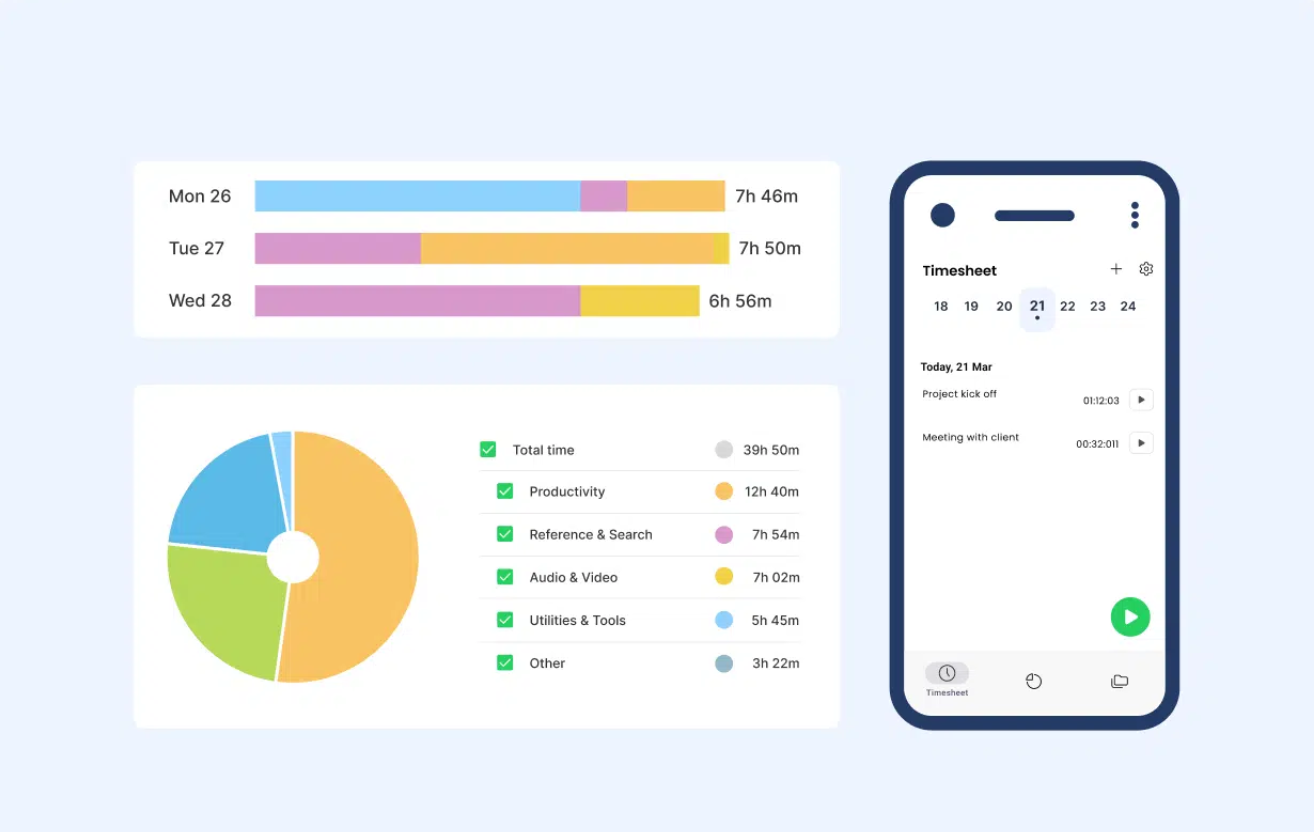 Mon 26 7h 46m
Tue 27 7h 50m
Wed 28 6h 56m
Total time 39h 50m
Productivity 12h 40m
Reference & Search 7h 54m
Audio & Video 7h 02m
Utilities & Tools 5h 45m
Other 3h 22m
Timesheet
18 19 20 21 22 23 24
Today, 21 Mar
Project kick off 01:12:03
Meeting with client 00:32:011
Timesheet